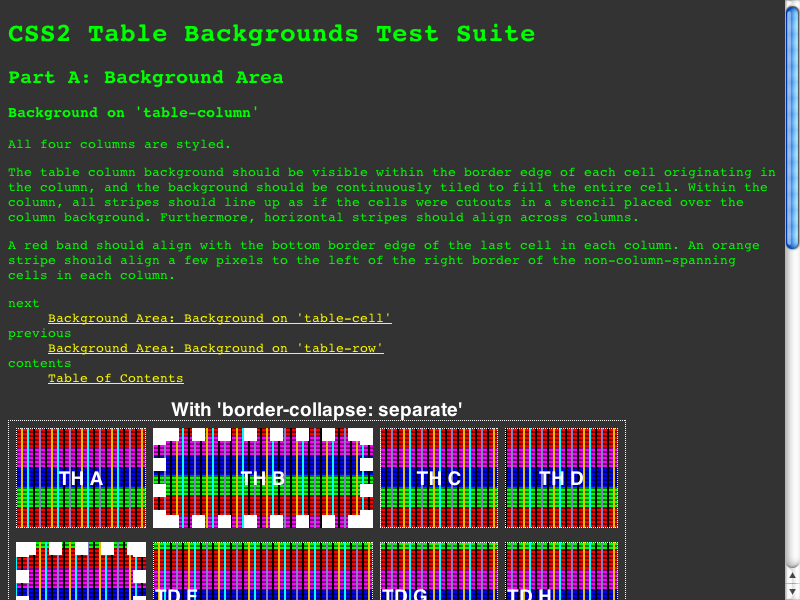 CSS2 Table Backgrounds Test Suite
Part A: Background Area
Background on 'table-column'
All four columns are styled.
The table column background should be visible within the border edge of each cell originating in
the column, and the background should be continuously tiled to fill the entire cell. Within the
column, all stripes should line up as if the cells were cutouts in a stencil placed over the
column background. Furthermore, horizontal stripes should align across columns.
A red band should align with the bottom border edge of the last cell in each column. An orange
stripe should align a few pixels to the left of the right border of the non-column-spanning
cells in each column.
next
Background Area: Background on 'table-cell'
previous
Background Area: Background on 'table-row'
contents
Table of Contents
With 'border-collapse: separate'
TH A TH B TH C TH D
TD F TD G TD H